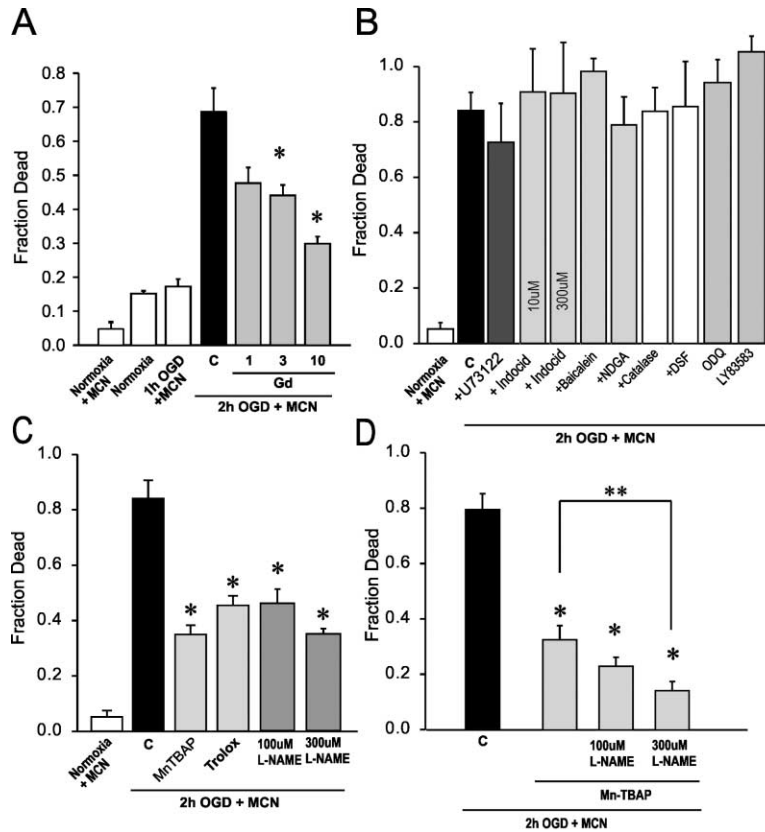 A
Fraction Dead
0.8
0.7
0.6
0.5
0.4
0.3
0.2
0.1
0.0
*
*
Normoxia + MCN
Normoxia
1h OGD +MCN
C
1
3
10
Gd
2h OGD + MCN
B
Fraction Dead
1.0
0.8
0.6
0.4
0.2
0.0
10uM
300uM
Normoxia + MCN
C
+U73122
+ Indocid
+ Indocid
+Baicalein
+NDGA
+Catalase
+DSF
ODQ
LY83583
2h OGD + MCN
C
Fraction Dead
1.0
0.8
0.6
0.4
0.2
0.0
*
*
*
*
Normoxia + MCN
C
MnTBAP
Trolox
100uM L-NAME
300uM L-NAME
2h OGD + MCN
D
Fraction Dead
1.0
0.8
0.6
0.4
0.2
0.0
**
*
*
*
C
100uM L-NAME
300uM L-NAME
Mn-TBAP
2h OGD + MCN